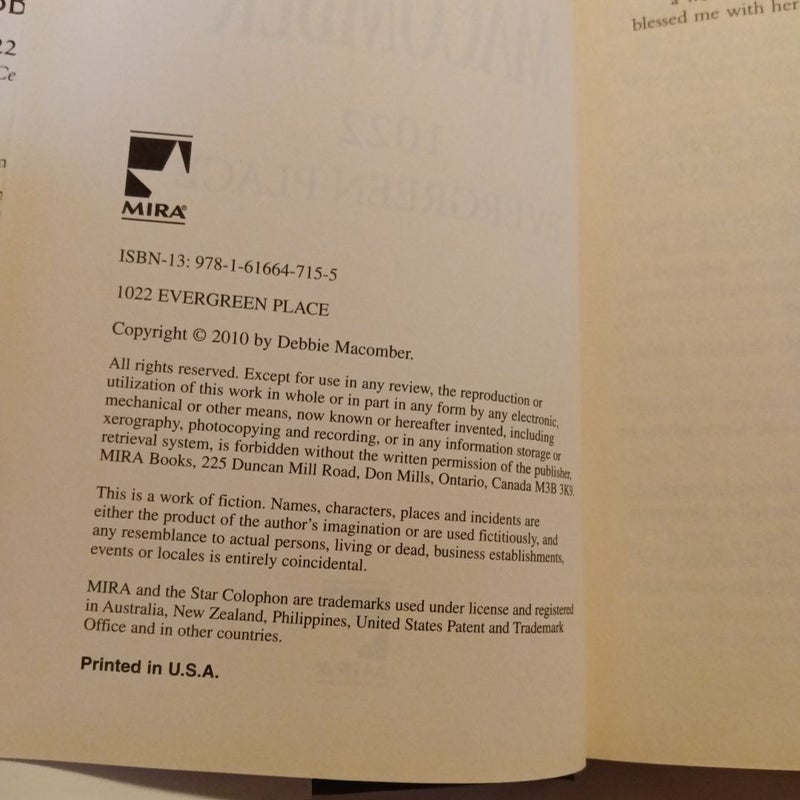 22
Ce
MIRA®
ISBN-13: 978-1-61664-715-5
1022 EVERGREEN PLACE
Copyright © 2010 by Debbie Macomber.
All rights reserved. Except for use in any review, the reproduction or
utilization of this work in whole or in part in any form by any electronic,
mechanical or other means, now known or hereafter invented, including
xerography, photocopying and recording, or in any information storage or
retrieval system, is forbidden without the written permission of the publisher,
MIRA Books, 225 Duncan Mill Road, Don Mills, Ontario, Canada M3B 3K9.
This is a work of fiction. Names, characters, places and incidents are
either the product of the author's imagination or are used fictitiously, and
any resemblance to actual persons, living or dead, business establishments,
events or locales is entirely coincidental.
MIRA and the Star Colophon are trademarks used under license and registered
in Australia, New Zealand, Philippines, United States Patent and Trademark
Office and in other countries.
Printed in U.S.A.
blessed me with her